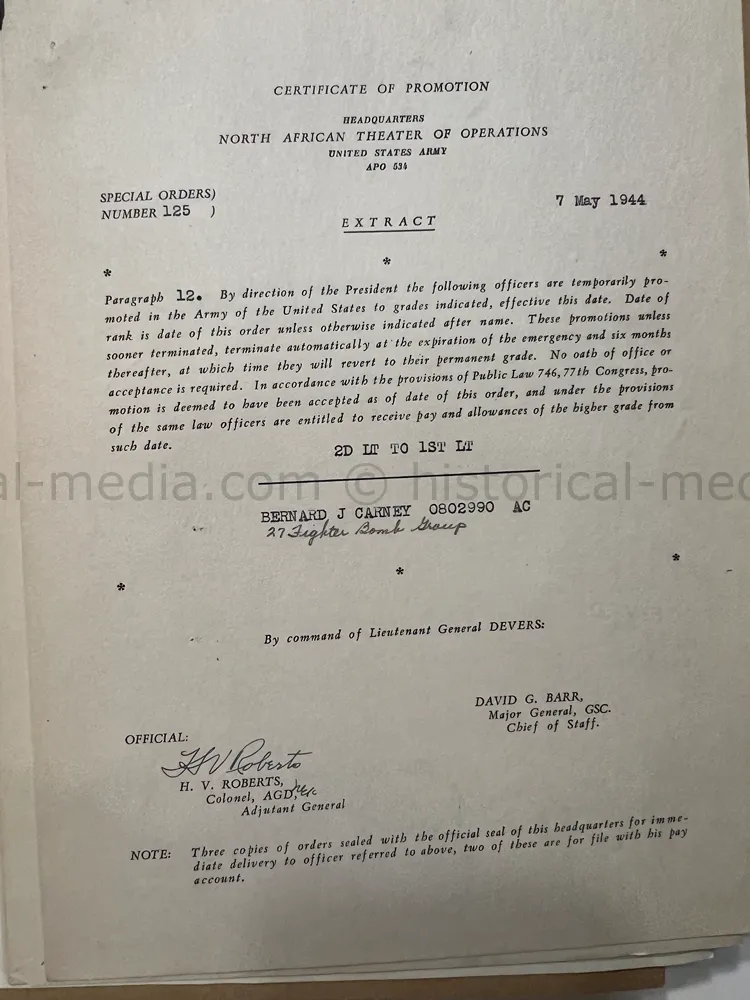 CERTIFICATE OF PROMOTION
HEADQUARTERS
NORTH AFRICAN THEATER OF OPERATIONS
UNITED STATES ARMY
APO 534
SPECIAL ORDERS)
NUMBER 125 )
7 May 1944
EXTRACT
* * *
Paragraph 12. By direction of the President the following officers are temporarily pro-
moted in the Army of the United States to grades indicated, effective this date. Date of
rank is date of this order unless otherwise indicated after name. These promotions unless
sooner terminated, terminate automatically at the expiration of the emergency and six months
thereafter, at which time they will revert to their permanent grade. No oath of office or
acceptance is required. In accordance with the provisions of Public Law 746, 77th Congress, pro-
motion is deemed to have been accepted as of date of this order, and under the provisions
of the same law officers are entitled to receive pay and allowances of the higher grade from
such date.
2D LT TO 1ST LT
al-media.com © historical-med
BERNARD J CARNEY 0802990 AC
27 Fighter Bomb Group
* * *
By command of Lieutenant General DEVERS:
DAVID G. BARR,
Major General, GSC.
Chief of Staff.
OFFICIAL:
H V Roberts
H. V. ROBERTS,
Colonel, AGD,
Adjutant General
NOTE: Three copies of orders sealed with the official seal of this headquarters for imme-
diate delivery to officer referred to above, two of these are for file with his pay
account.